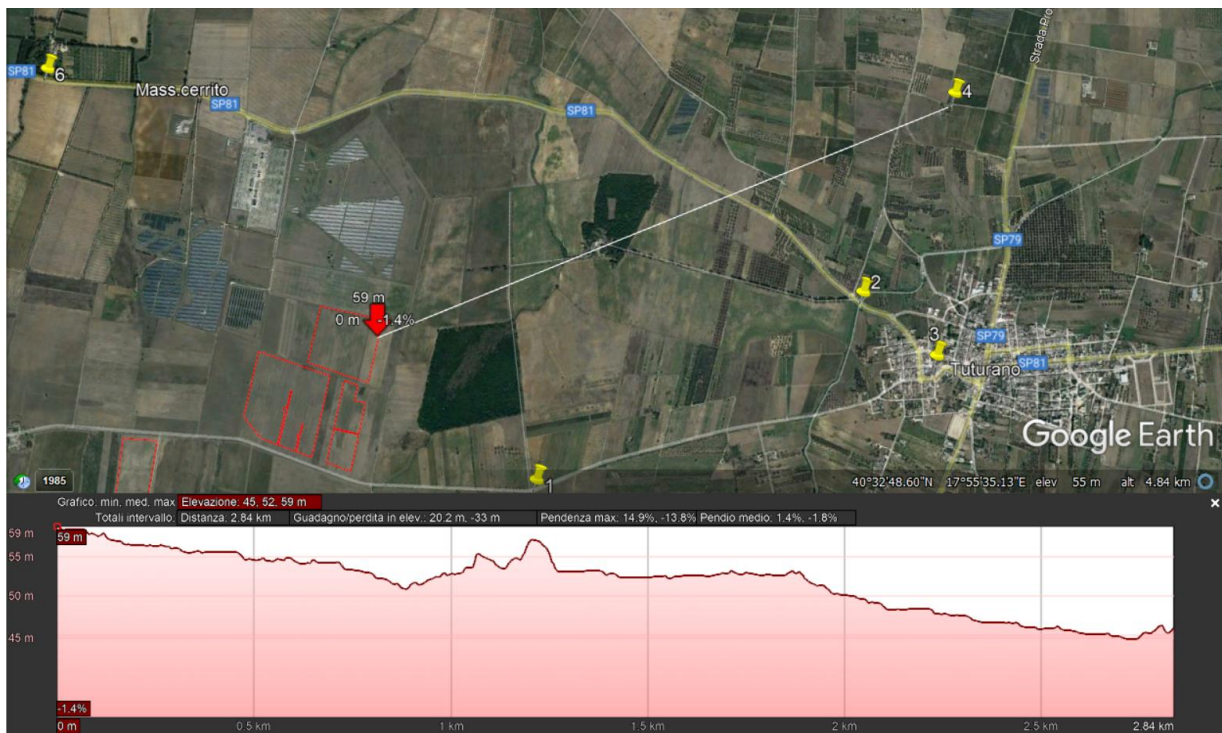 6
SP81
Mass.cerrito
SP81
SP81
4
Strada Pro
SP79
59 m
0 m -1.4%
2
3
SP79
SP81
Tuturano
Google Earth
1
1985
40°32'48.60"N 17°55'35.13"E elev 55 m alt 4.84 km
Grafico: min. med. max Elevazione: 45, 52, 59 m
Totali intervallo: Distanza: 2.84 km Guadagno/perdita in elev.: 20.2 m, -33 m Pendenza max: 14.9%, -13.8% Pendio medio: 1.4%, -1.8%
59 m
59 m
55 m
50 m
45 m
-1.4%
0 m 0.5 km 1 km 1.5 km 2 km 2.5 km 2.84 km